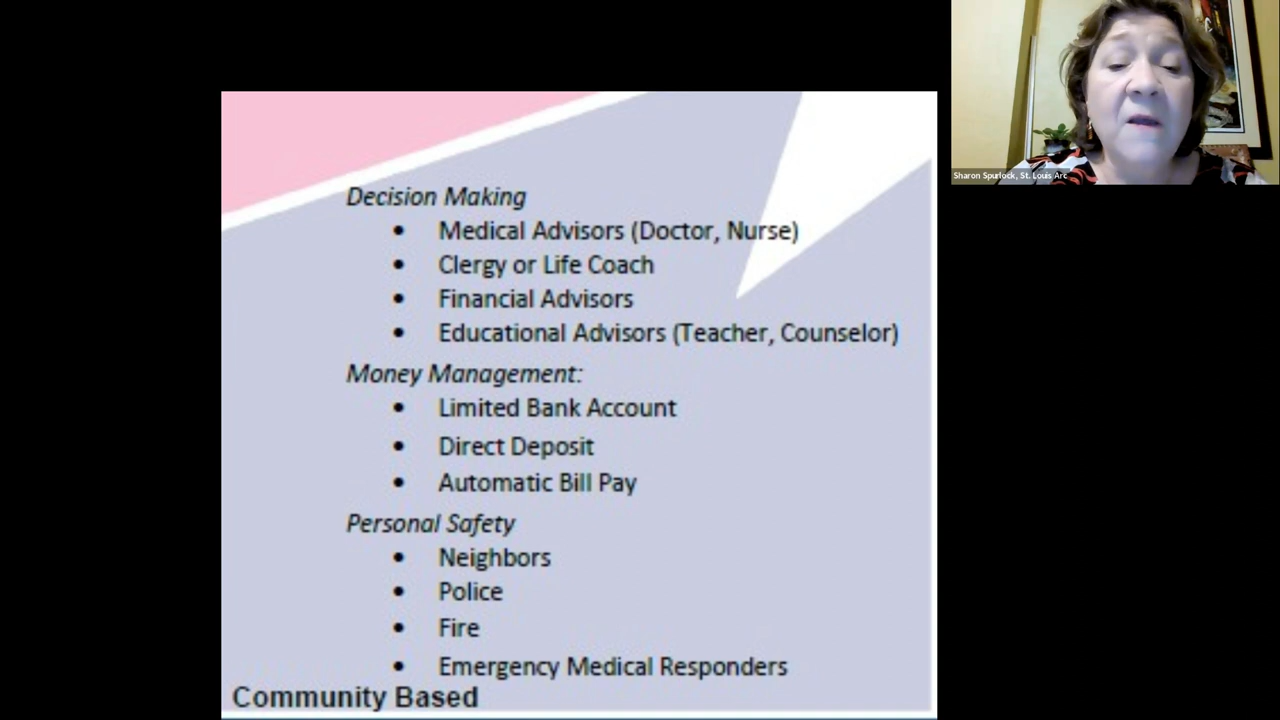 Decision Making
• Medical Advisors (Doctor, Nurse)
• Clergy or Life Coach
• Financial Advisors
• Educational Advisors (Teacher, Counselor)
Money Management:
• Limited Bank Account
• Direct Deposit
• Automatic Bill Pay
Personal Safety
• Neighbors
• Police
• Fire
• Emergency Medical Responders
Community Based
Sharon Spurlock, St. Louis Arc